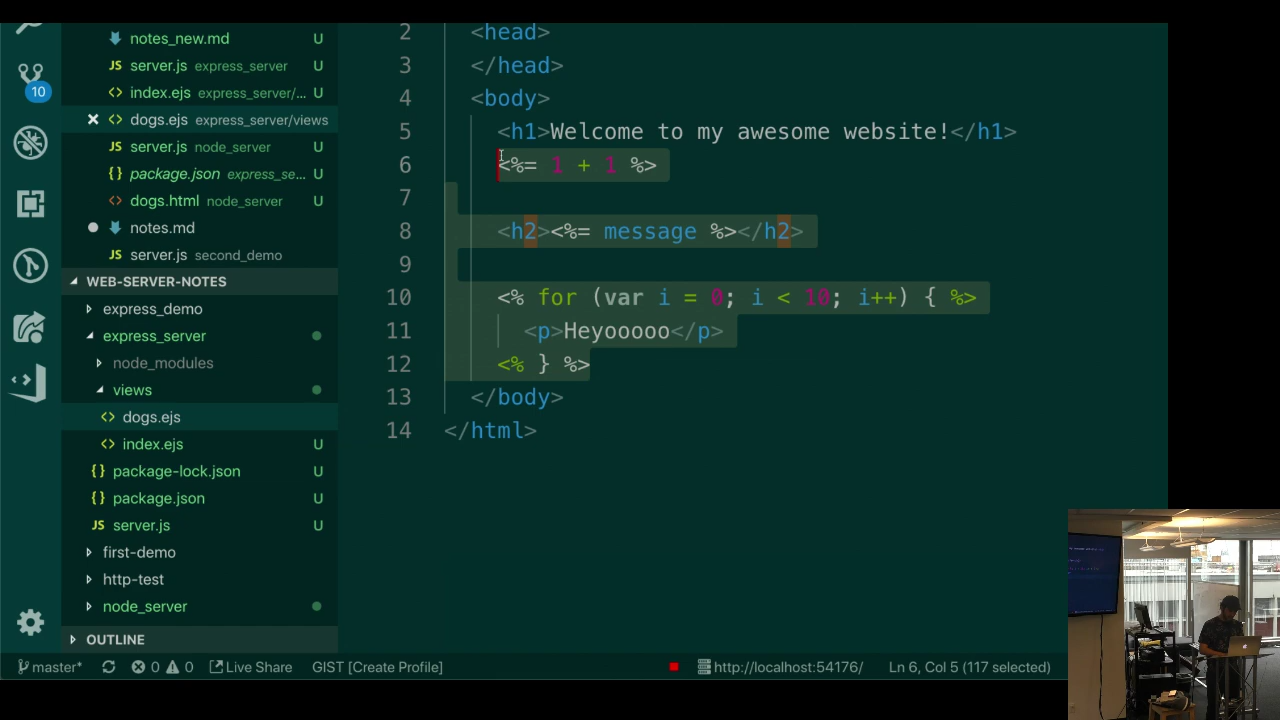 notes_new.md U
server.js express_server U
index.ejs express_server/... U
dogs.ejs express_server/views
server.js node_server U
package.json express_se... U
dogs.html node_server U
notes.md
server.js second_demo
WEB-SERVER-NOTES
express_demo
express_server
node_modules
views
dogs.ejs
index.ejs U
{} package-lock.json U
{} package.json U
JS server.js U
first-demo
http-test
node_server
OUTLINE
10
2 <head>
3 </head>
4 <body>
5 <h1>Welcome to my awesome website!</h1>
6 <%= 1 + 1 %>
7
8 <h2><%= message %></h2>
9
10 <% for (var i = 0; i < 10; i++) { %>
11 <p>Heyooooo</p>
12 <% } %>
13 </body>
14 </html>
master* 0 0 Live Share GIST [Create Profile] http://localhost:54176/ Ln 6, Col 5 (117 selected)